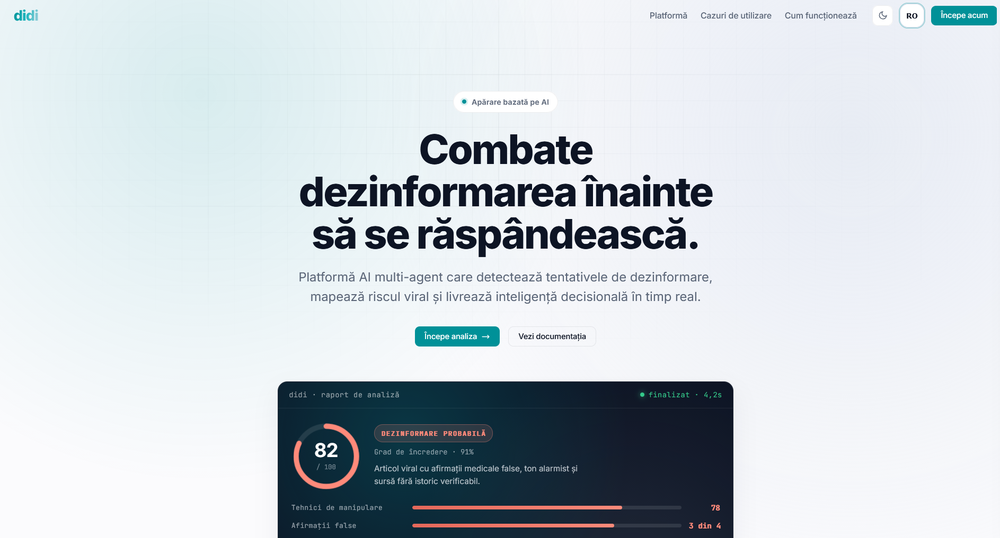 didi
Platformă
Cazuri de utilizare
Cum funcționează
RO
Începe acum
Apărare bazată pe AI
Combate
dezinformarea înainte
să se răspândească.
Platformă AI multi-agent care detectează tentativele de dezinformare,
mapează riscul viral și livrează inteligență decisională în timp real.
Începe analiza →
Vezi documentația
didi · raport de analiză
finalizat · 4,2s
82
/ 100
DEZINFORMARE PROBABILĂ
Grad de încredere · 91%
Articol viral cu afirmații medicale false, ton alarmist și
sursă fără istoric verificabil.
Tehnici de manipulare 78
Afirmații false 3 din 4